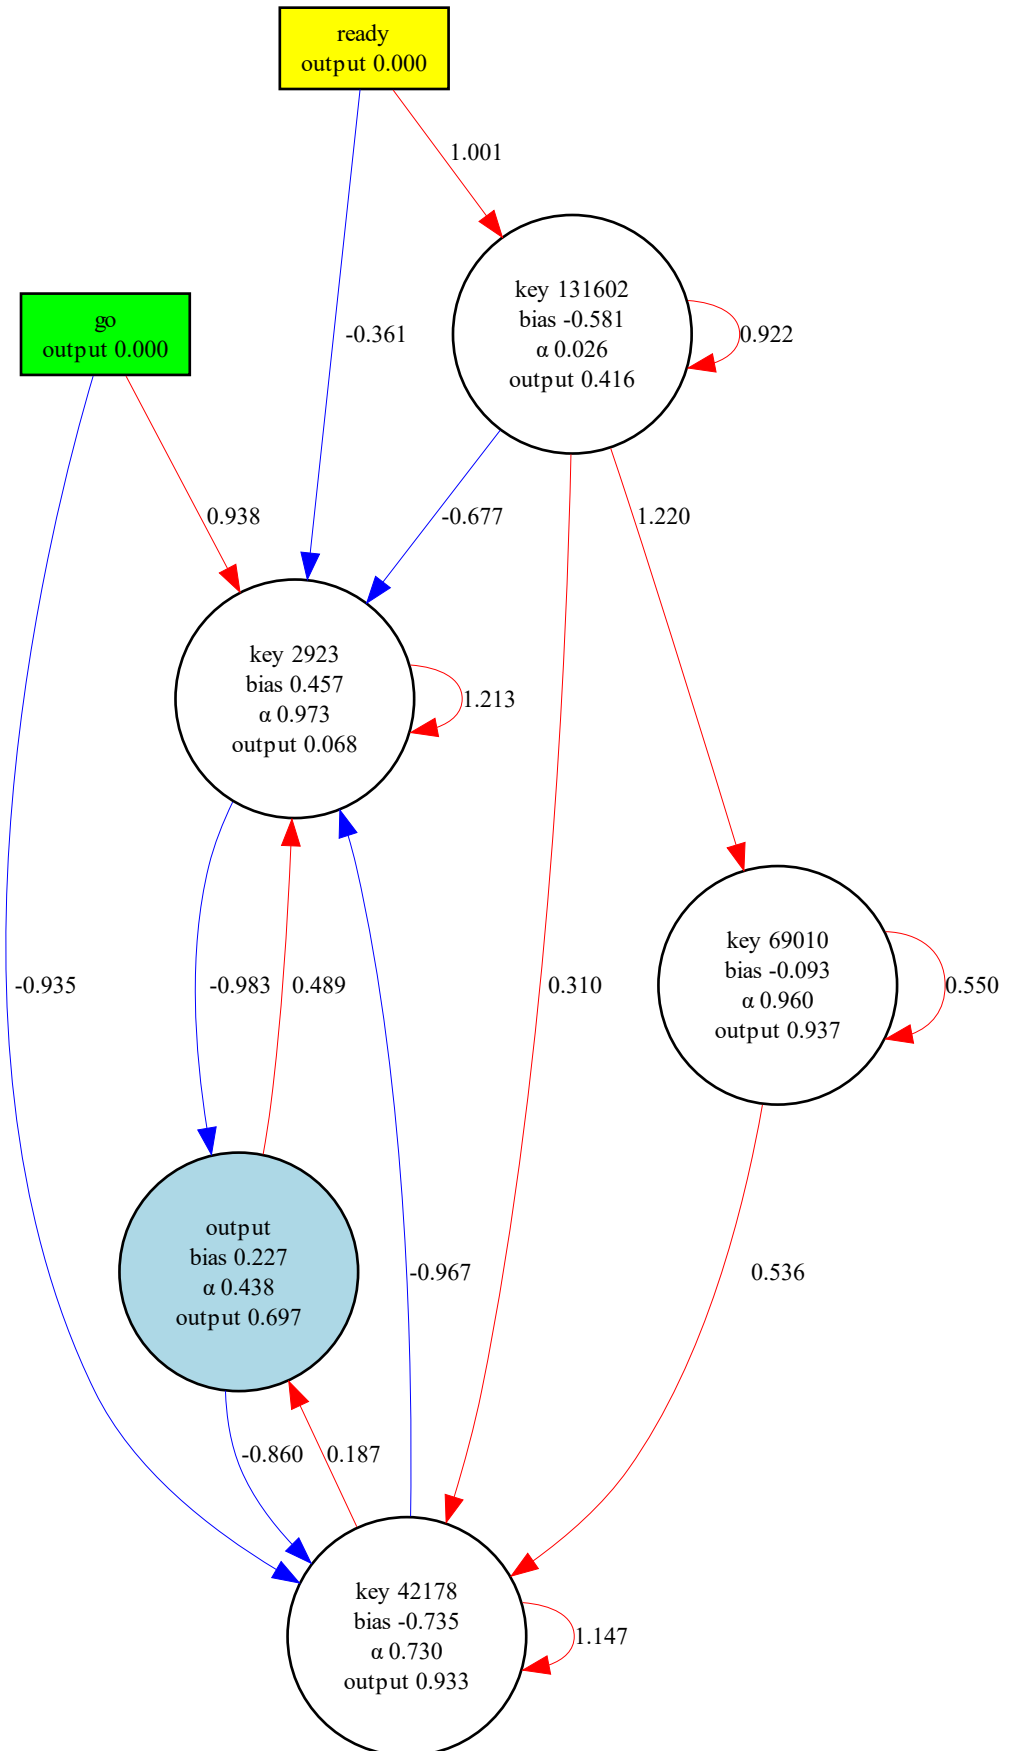 ready
output 0.000
1.001
key 131602
bias -0.581
α 0.026
output 0.416
0.922
go
output 0.000
-0.361
0.938
-0.677
1.220
key 2923
bias 0.457
α 0.973
output 0.068
1.213
key 69010
bias -0.093
α 0.960
output 0.937
-0.935
-0.983
0.489
0.310
0.550
output
bias 0.227
α 0.438
output 0.697
-0.967
0.536
-0.860
0.187
key 42178
bias -0.735
α 0.730
output 0.933
1.147